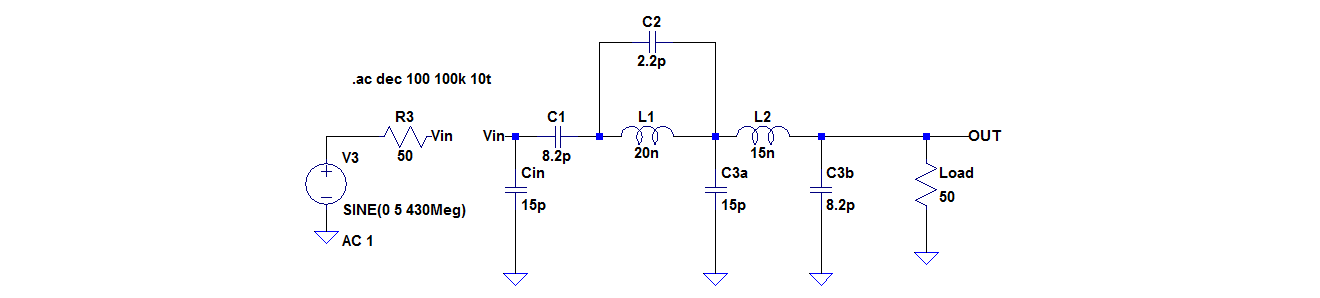 C2
2.2p
.ac dec 100 100k 10t
R3
Vin
50
V3
SINE(0 5 430Meg)
AC 1
Vin
C1
8.2p
L1
20n
L2
15n
OUT
Cin
15p
C3a
15p
C3b
8.2p
Load
50